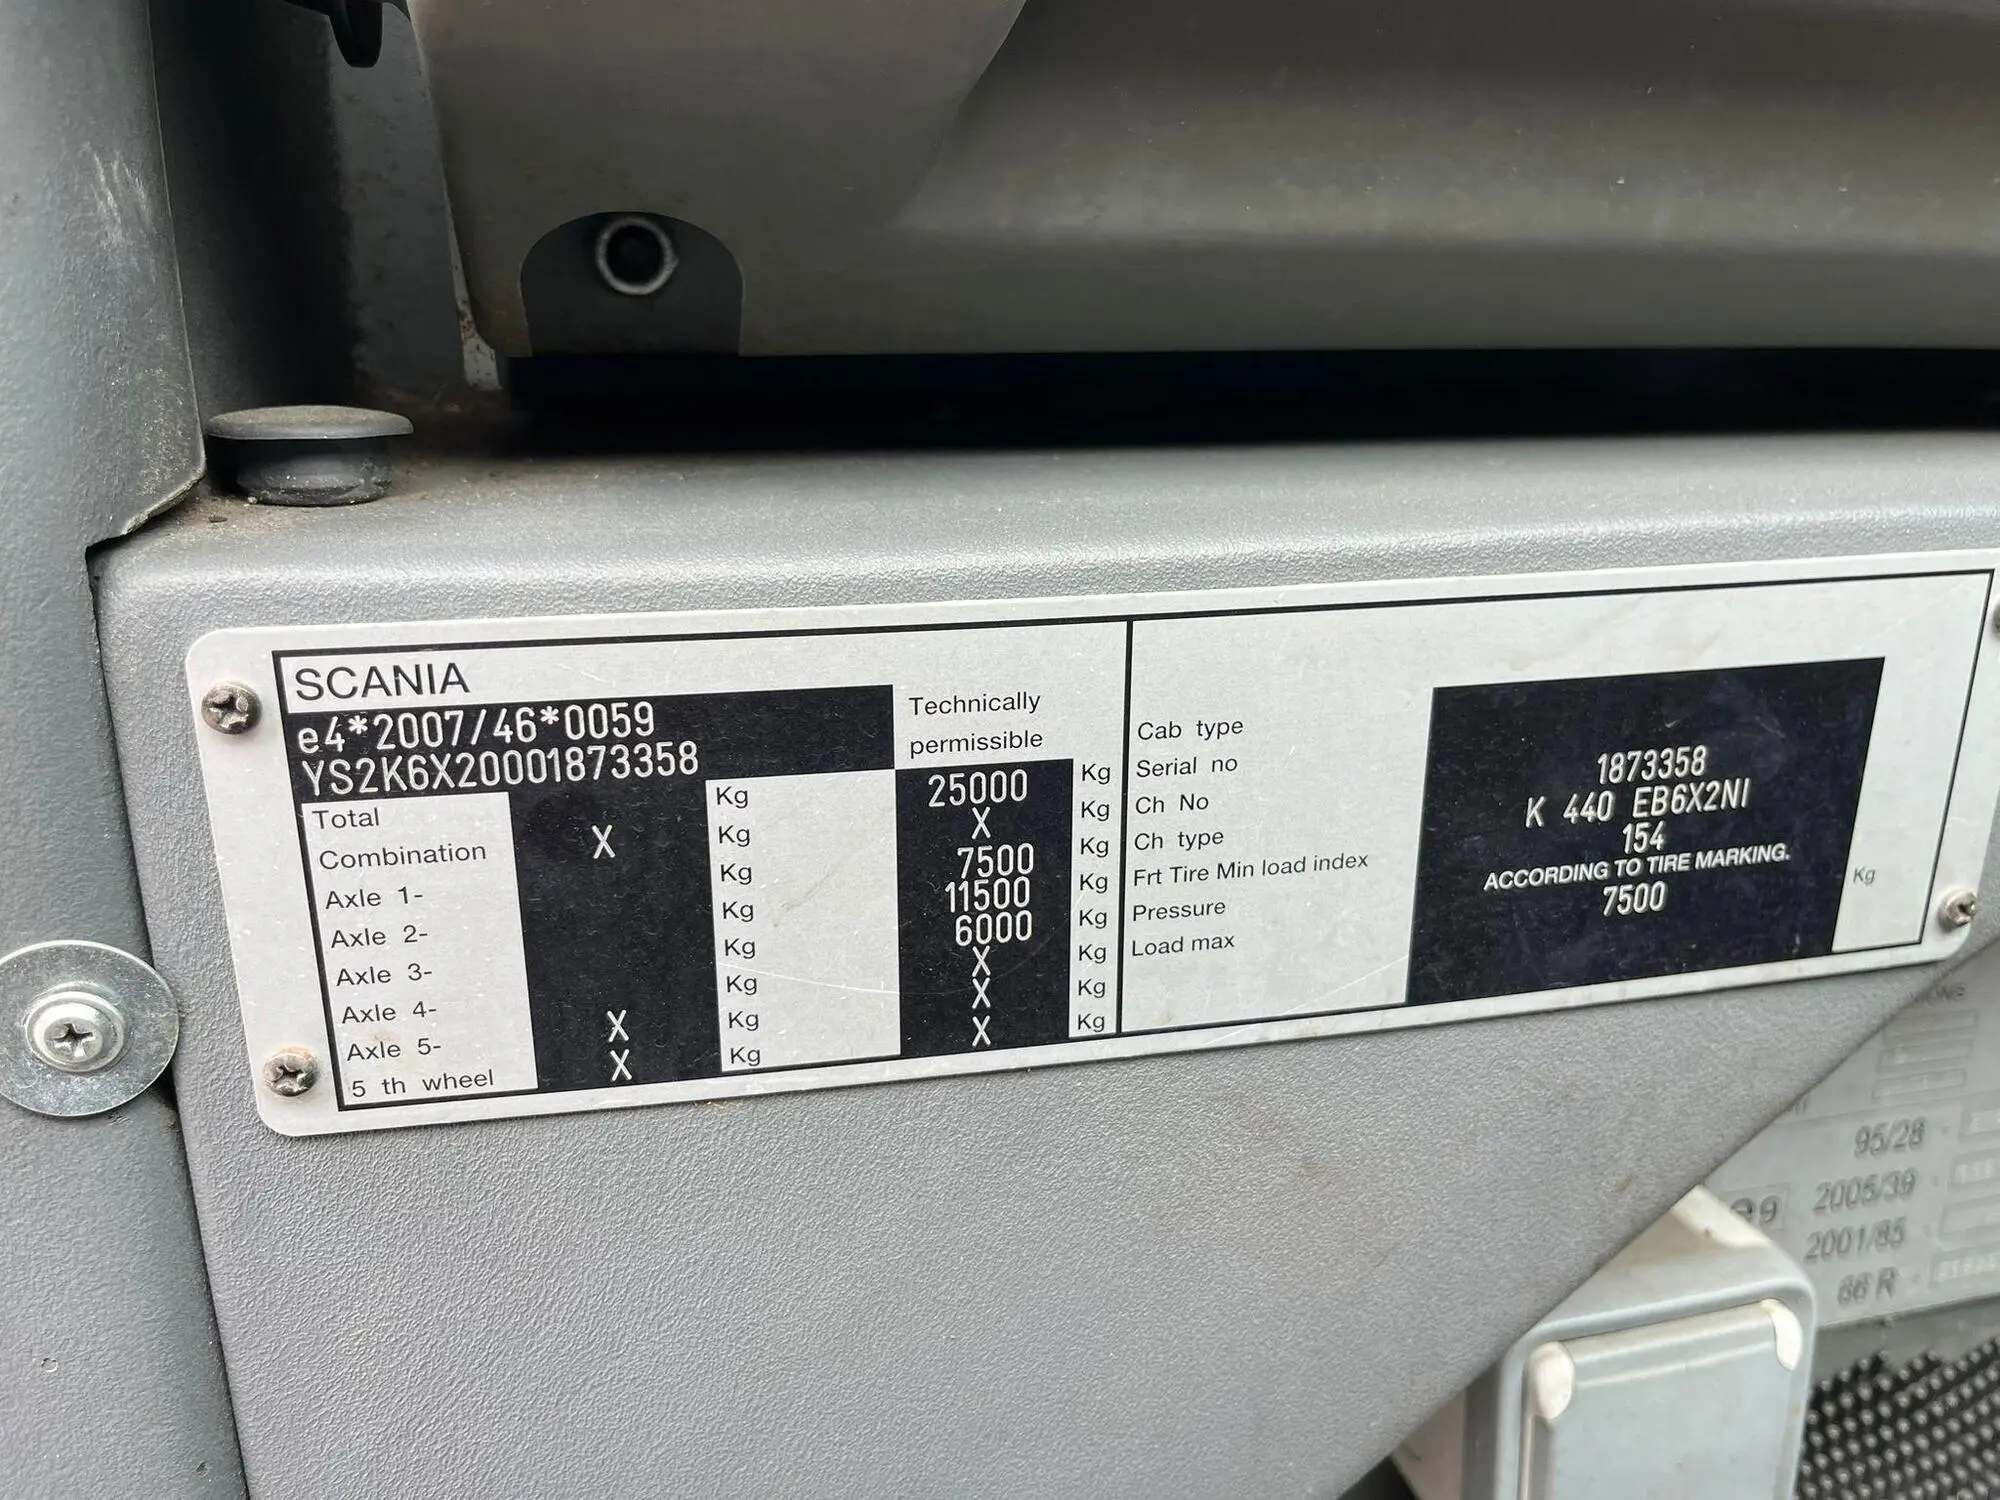 SCANIA
e4*2007/46*0059
YS2K6X20001873358
Technically
permissible
Total Kg 25000 Kg
Combination X Kg X Kg
Axle 1- Kg 7500 Kg
Axle 2- Kg 11500 Kg
Axle 3- Kg 6000 Kg
Axle 4- Kg X Kg
Axle 5- X Kg X Kg
5 th wheel X Kg X Kg
Cab type
Serial no 1873358
Ch No K 440 EB6X2NI
Ch type 154
Frt Tire Min load index ACCORDING TO TIRE MARKING.
Pressure 7500 Kg
Load max
95/28
2005/39
2001/85
66 R